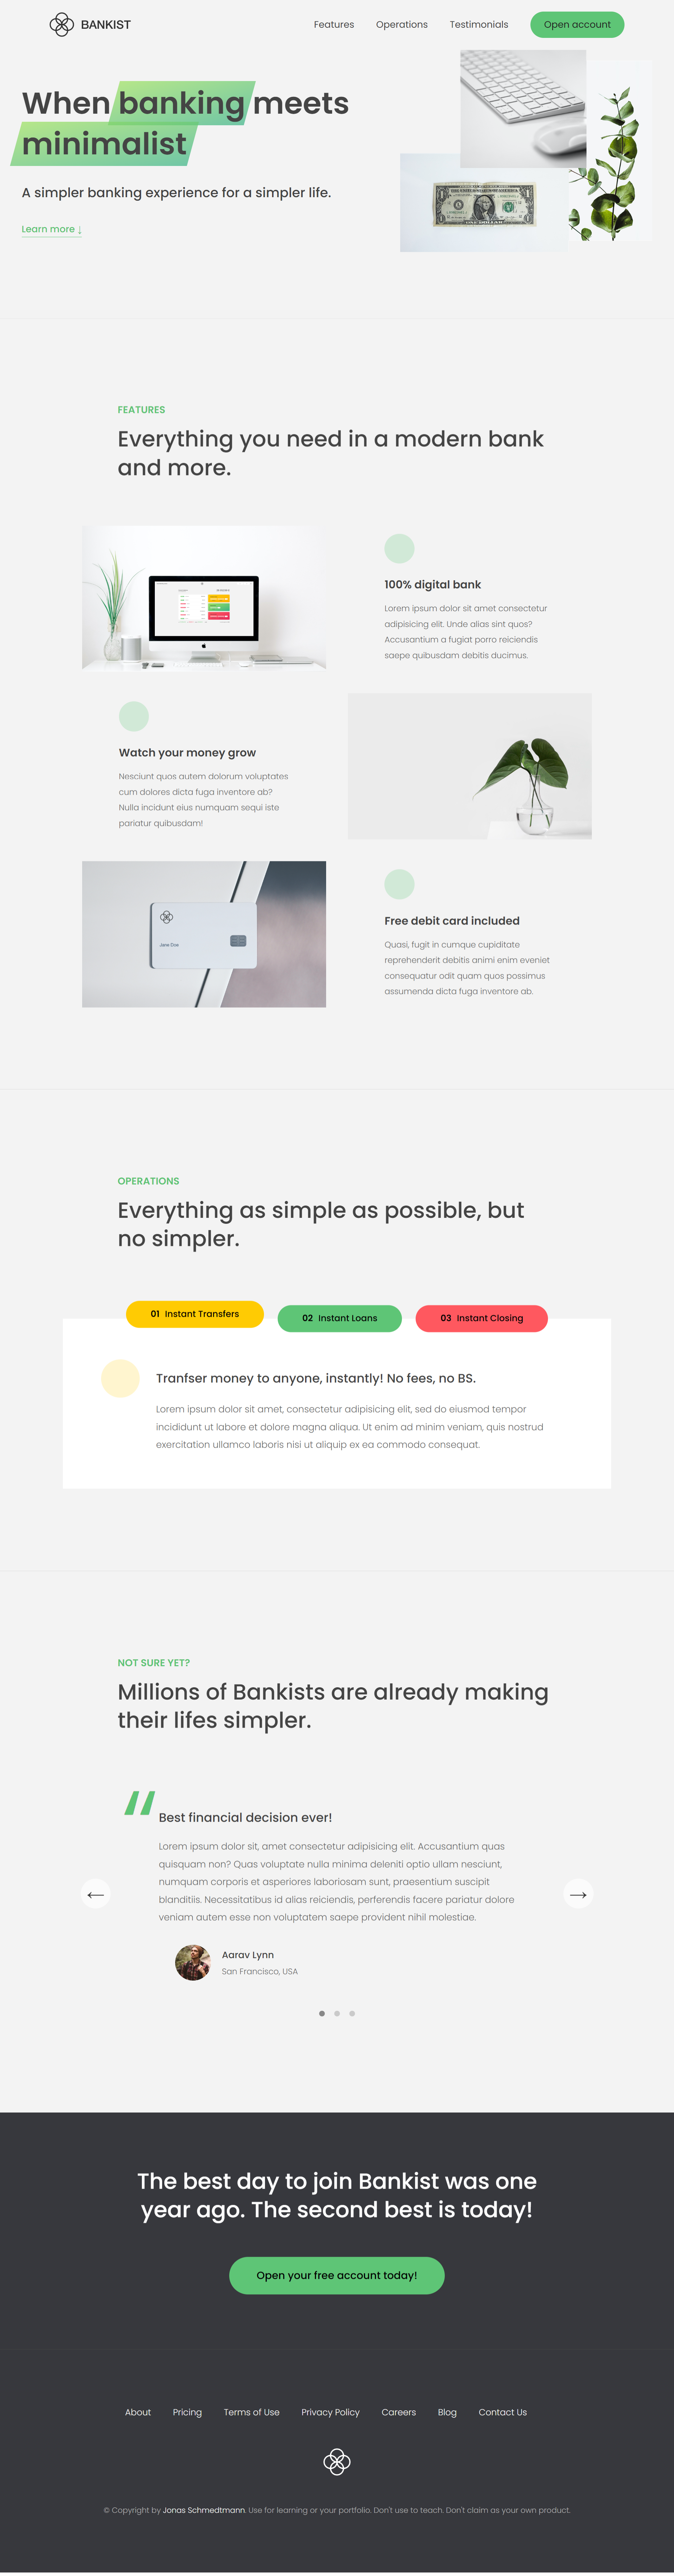 BANKIST
Features
Operations
Testimonials
Open account
When banking meets
minimalist
A simpler banking experience for a simpler life.
Learn more ↓
FEATURES
Everything you need in a modern bank
and more.
100% digital bank
Lorem ipsum dolor sit amet consectetur
adipisicing elit. Unde alias sint quos?
Accusantium a fugiat porro reiciendis
saepe quibusdam debitis ducimus.
Watch your money grow
Nesciunt quos autem dolorum voluptates
cum dolores dicta fuga inventore ab?
Nulla incidunt eius numquam sequi iste
pariatur quibusdam!
Jane Doe
Free debit card included
Quasi, fugit in cumque cupiditate
reprehenderit debitis animi enim eveniet
consequatur odit quam quos possimus
assumenda dicta fuga inventore ab.
OPERATIONS
Everything as simple as possible, but
no simpler.
01 Instant Transfers
02 Instant Loans
03 Instant Closing
Tranfser money to anyone, instantly! No fees, no BS.
Lorem ipsum dolor sit amet, consectetur adipisicing elit, sed do eiusmod tempor
incididunt ut labore et dolore magna aliqua. Ut enim ad minim veniam, quis nostrud
exercitation ullamco laboris nisi ut aliquip ex ea commodo consequat.
NOT SURE YET?
Millions of Bankists are already making
their lifes simpler.
“
Best financial decision ever!
Lorem ipsum dolor sit, amet consectetur adipisicing elit. Accusantium quas
quisquam non? Quas voluptate nulla minima deleniti optio ullam nesciunt,
numquam corporis et asperiores laboriosam sunt, praesentium suscipit
blanditiis. Necessitatibus id alias reiciendis, perferendis facere pariatur dolore
veniam autem esse non voluptatem saepe provident nihil molestiae.
←
→
Aarav Lynn
San Francisco, USA
The best day to join Bankist was one
year ago. The second best is today!
Open your free account today!
About
Pricing
Terms of Use
Privacy Policy
Careers
Blog
Contact Us
© Copyright by Jonas Schmedtmann. Use for learning or your portfolio. Don't use to teach. Don't claim as your own product.